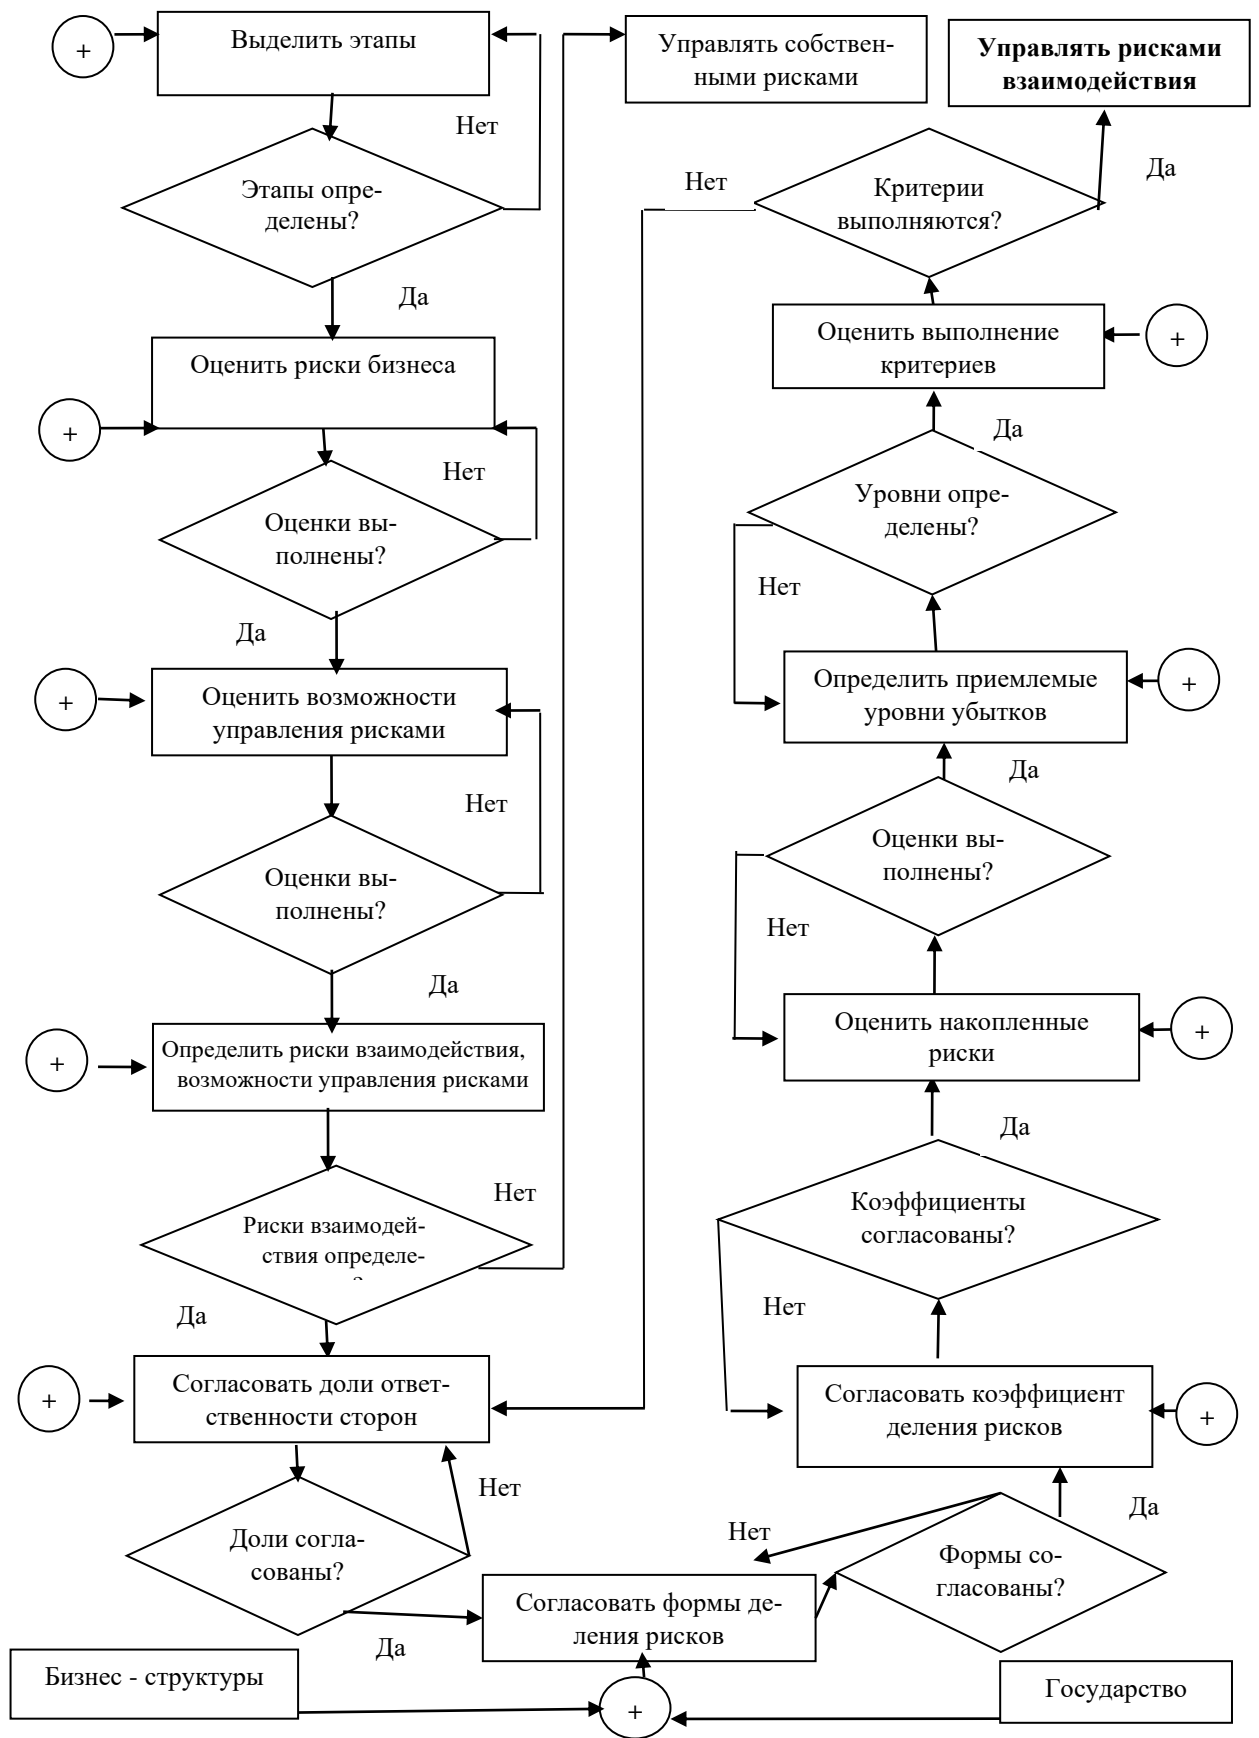 +
Выделить этапы
Нет
Этапы опре-
делены?
Да
Оценить риски бизнеса
+
Нет
Оценки вы-
полнены?
Да
+
Оценить возможности
управления рисками
Нет
Оценки вы-
полнены?
Да
+
Определить риски взаимодействия,
возможности управления рисками
Нет
Риски взаимодей-
ствия определе-
Да
+
Согласовать доли ответ-
ственности сторон
Нет
Доли согла-
сованы?
Да
Бизнес - структуры
Управлять собствен-
ными рисками
Управлять рисками
взаимодействия
Нет
Да
Критерии
выполняются?
Оценить выполнение
критериев
+
Да
Уровни опре-
делены?
Нет
Определить приемлемые
уровни убытков
+
Да
Оценки вы-
полнены?
Нет
Оценить накопленные
риски
+
Да
Коэффициенты
согласованы?
Нет
Согласовать коэффициент
деления рисков
+
Да
Нет
Формы со-
гласованы?
Согласовать формы де-
ления рисков
+
Государство